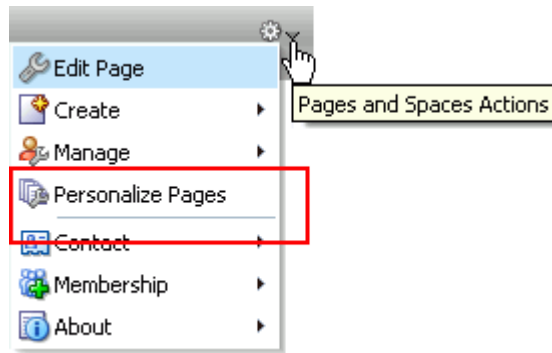 Edit Page
Pages and Spaces Actions
Create
Manage
Personalize Pages
Contact
Membership
About